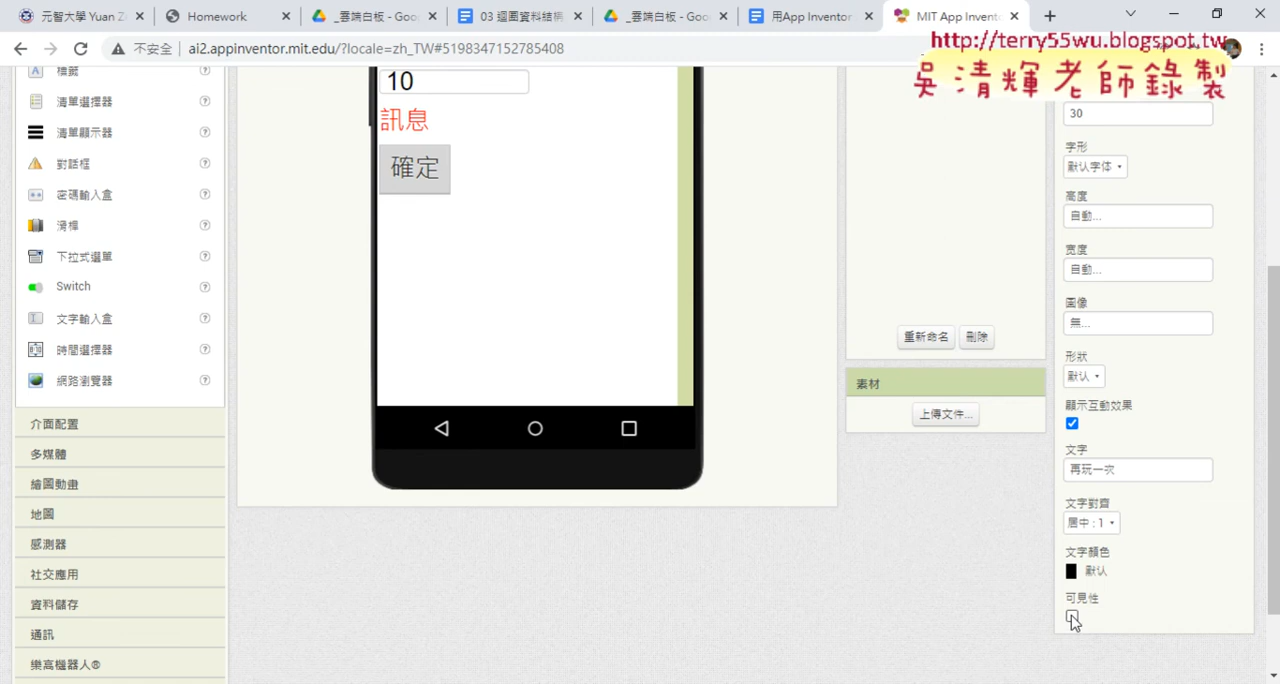 元智大學 Yuan Z
Homework
_雲端白板 - Goo
03 迴圈資料結構
_雲端白板 - Goo
用App Inventor
MIT App Invento
不安全
ai2.appinventor.mit.edu/?locale=zh_TW#5198347152785408
http://terry55wu.blogspot.tw
吳清輝老師錄製
標籤
清單選擇器
清單顯示器
對話框
密碼輸入盒
滑桿
下拉式選單
Switch
文字輸入盒
時間選擇器
網路瀏覽器
介面配置
多媒體
繪圖動畫
地圖
感測器
社交應用
資料儲存
通訊
樂高機器人®
10
訊息
確定
重新命名
刪除
素材
上傳文件...
30
字形
默认字体
高度
自動...
宽度
自動...
圖像
無...
形狀
默认
顯示互動效果
文字
再玩一次
文字對齊
居中 : 1
文字顏色
默认
可見性